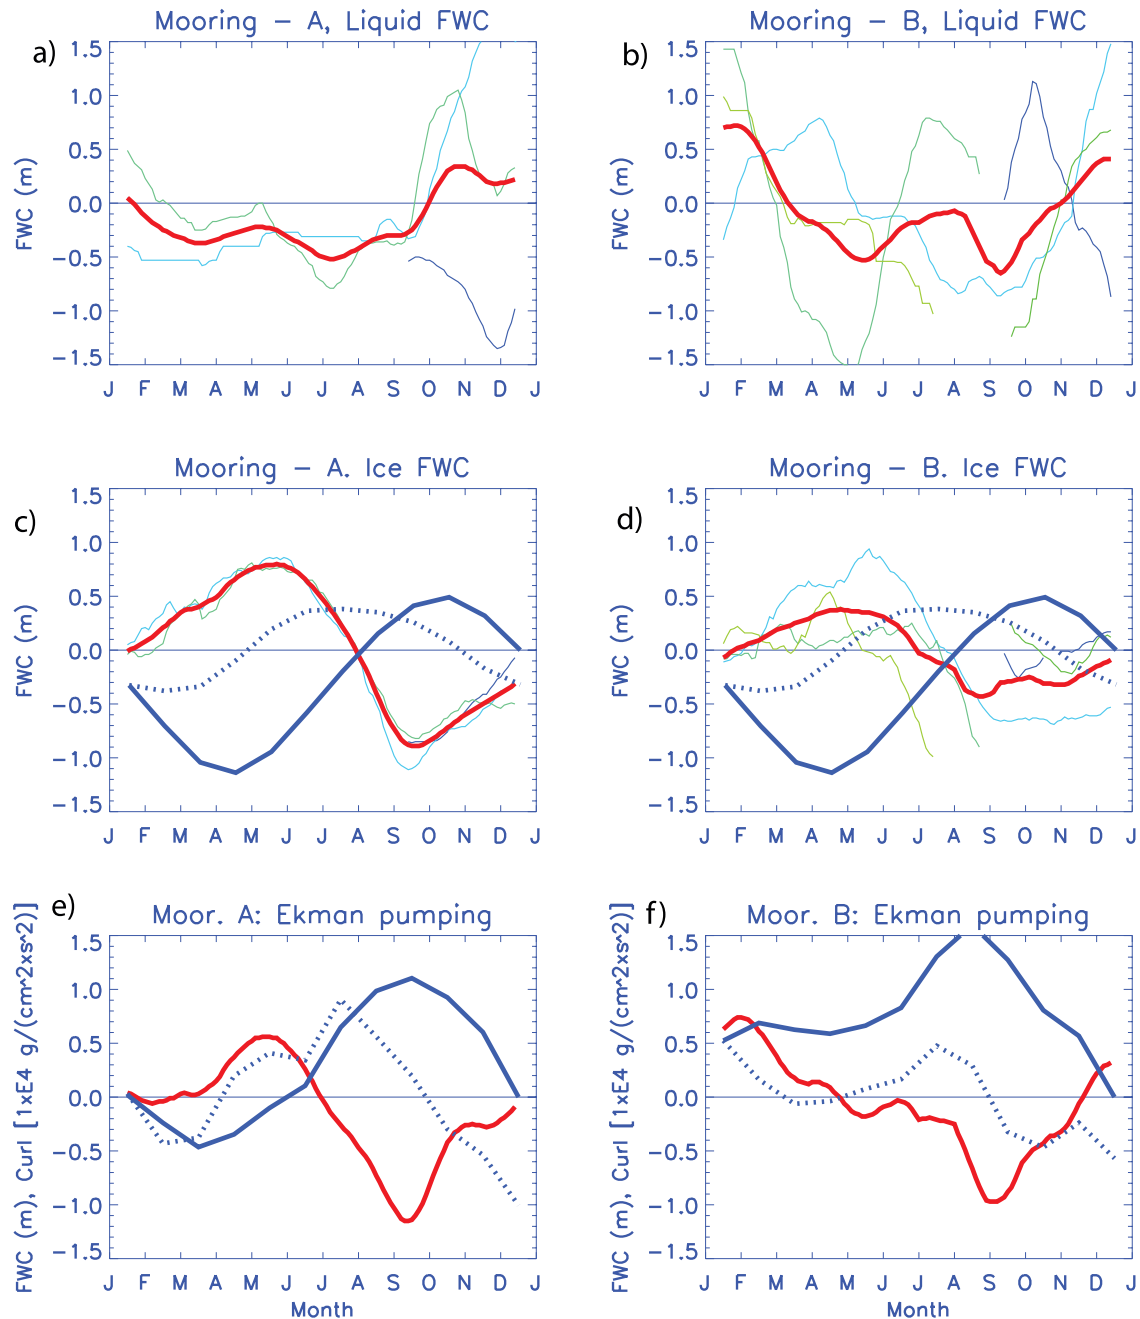 Mooring – A, Liquid FWC
a)
FWC (m)
1.5
1.0
0.5
0.0
−0.5
−1.0
−1.5
J F M A M J J A S O N D J
Mooring – B, Liquid FWC
b)
FWC (m)
1.5
1.0
0.5
0.0
−0.5
−1.0
−1.5
J F M A M J J A S O N D J
Mooring – A. Ice FWC
c)
FWC (m)
1.5
1.0
0.5
0.0
−0.5
−1.0
−1.5
J F M A M J J A S O N D J
Mooring – B. Ice FWC
d)
FWC (m)
1.5
1.0
0.5
0.0
−0.5
−1.0
−1.5
J F M A M J J A S O N D J
Moor. A: Ekman pumping
e)
FWC (m), Curl [1xE4 g/(cm^2xs^2)]
1.5
1.0
0.5
0.0
−0.5
−1.0
−1.5
J F M A M J J A S O N D J
Month
Moor. B: Ekman pumping
f)
FWC (m), Curl [1xE4 g/(cm^2xs^2)]
1.5
1.0
0.5
0.0
−0.5
−1.0
−1.5
J F M A M J J A S O N D J
Month